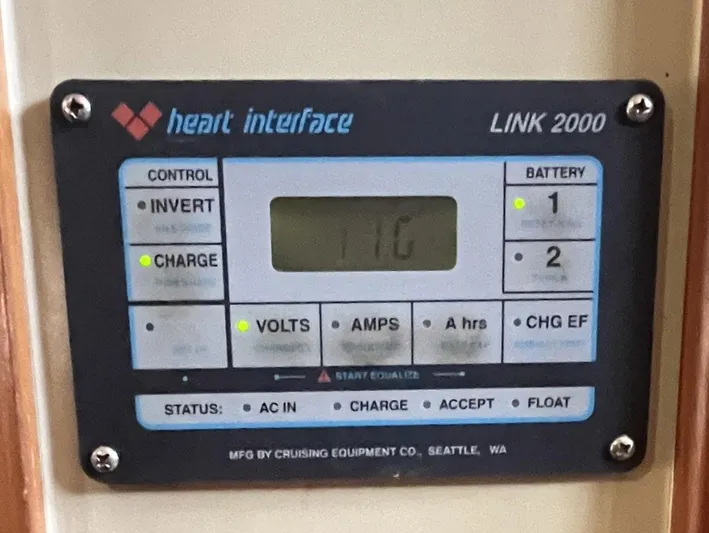 heart interface
LINK 2000
CONTROL
BATTERY
INVERT
1
CHARGE
2
VOLTS
AMPS
A hrs
CHG EF
START EQUALIZE
STATUS: AC IN CHARGE ACCEPT FLOAT
MFG BY CRUISING EQUIPMENT CO., SEATTLE, WA